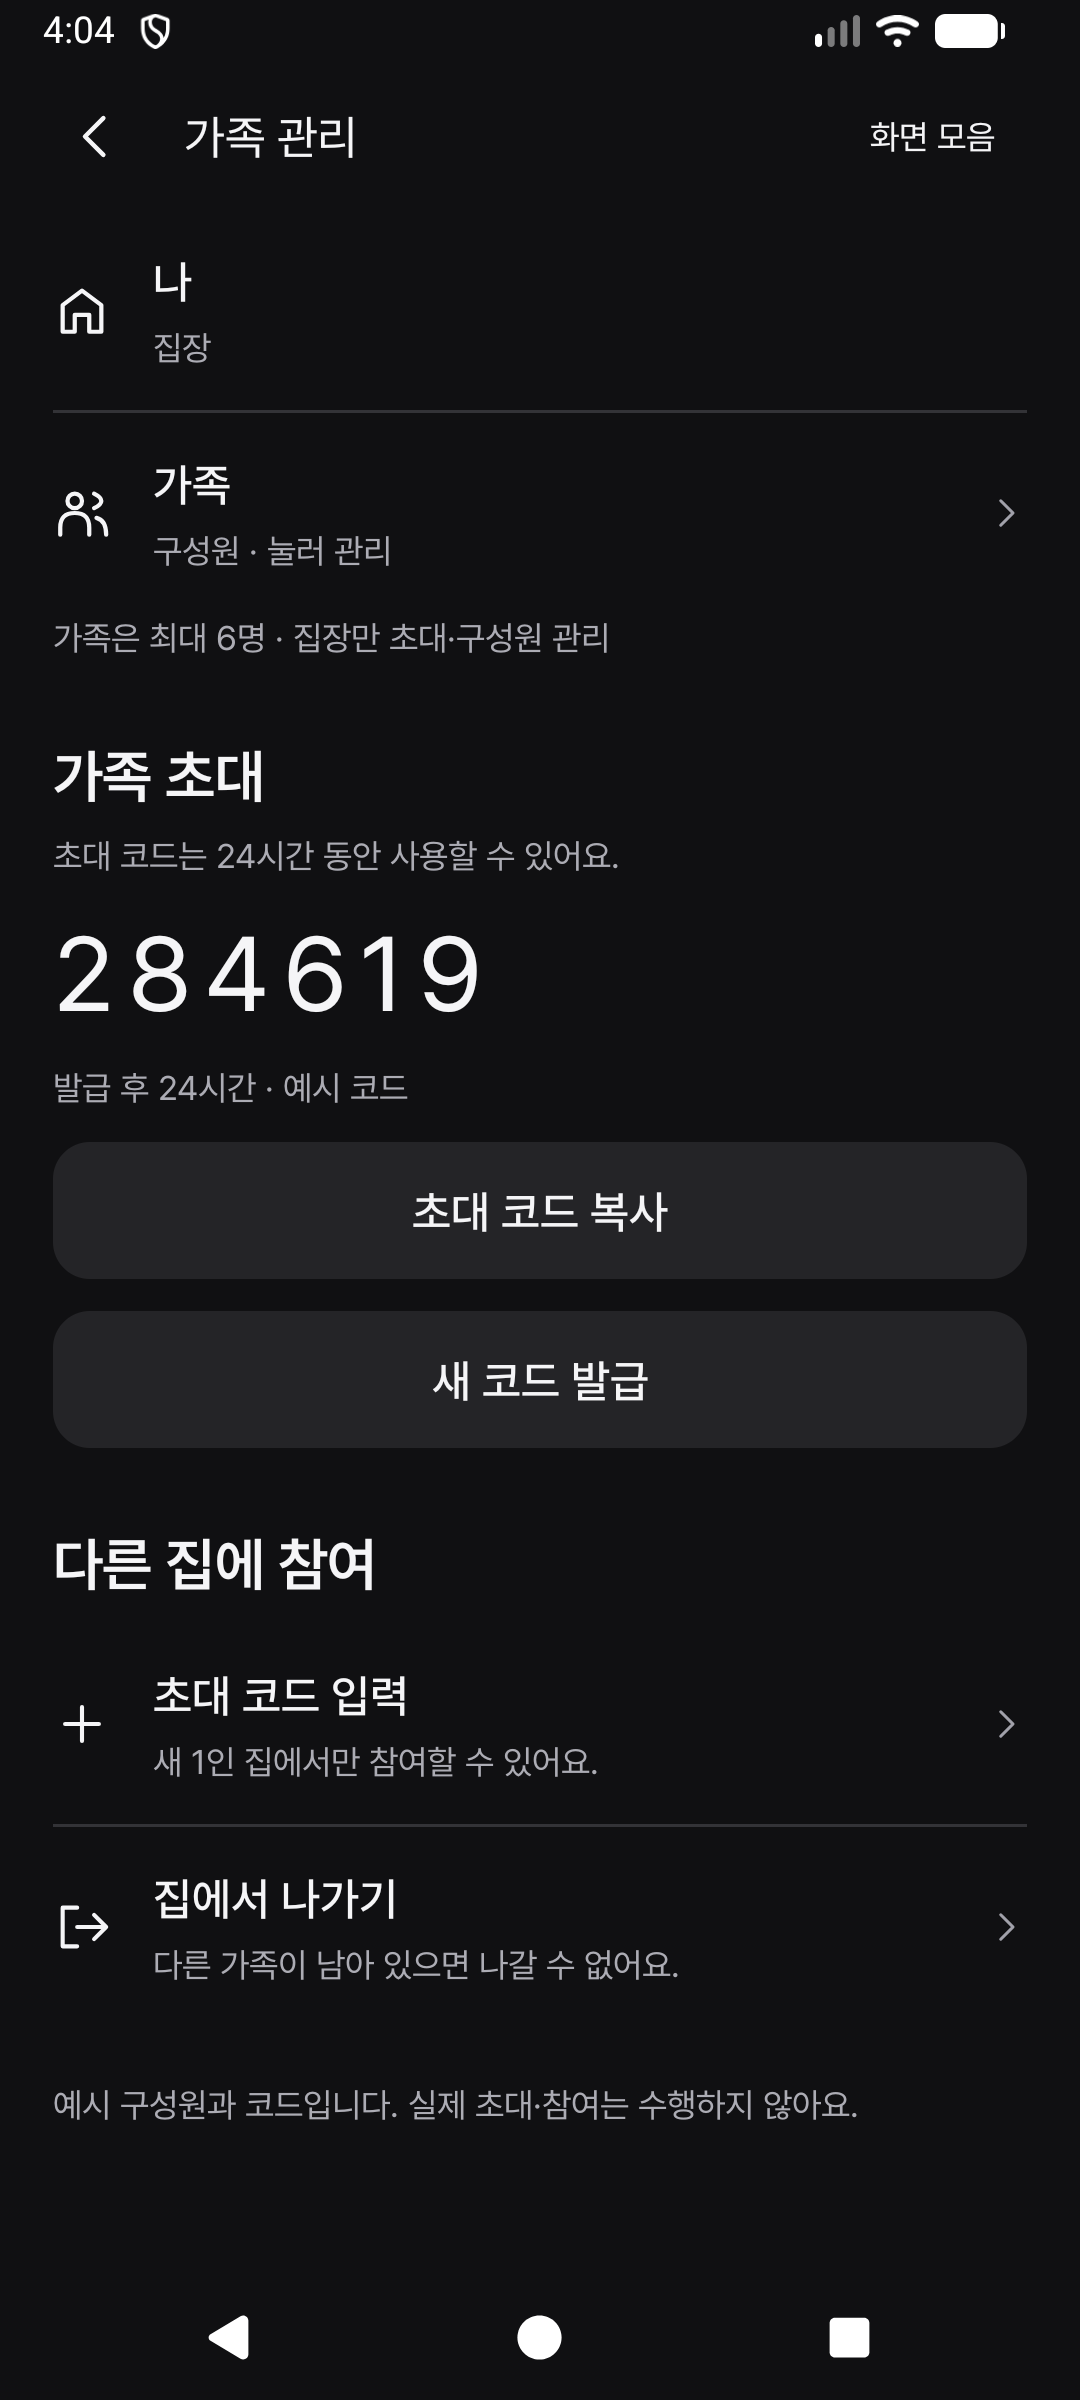 4:04
가족 관리
화면 모음
나
집장
가족
구성원 · 눌러 관리
가족은 최대 6명 · 집장만 초대·구성원 관리
가족 초대
초대 코드는 24시간 동안 사용할 수 있어요.
284619
발급 후 24시간 · 예시 코드
초대 코드 복사
새 코드 발급
다른 집에 참여
초대 코드 입력
새 1인 집에서만 참여할 수 있어요.
집에서 나가기
다른 가족이 남아 있으면 나갈 수 없어요.
예시 구성원과 코드입니다. 실제 초대·참여는 수행하지 않아요.